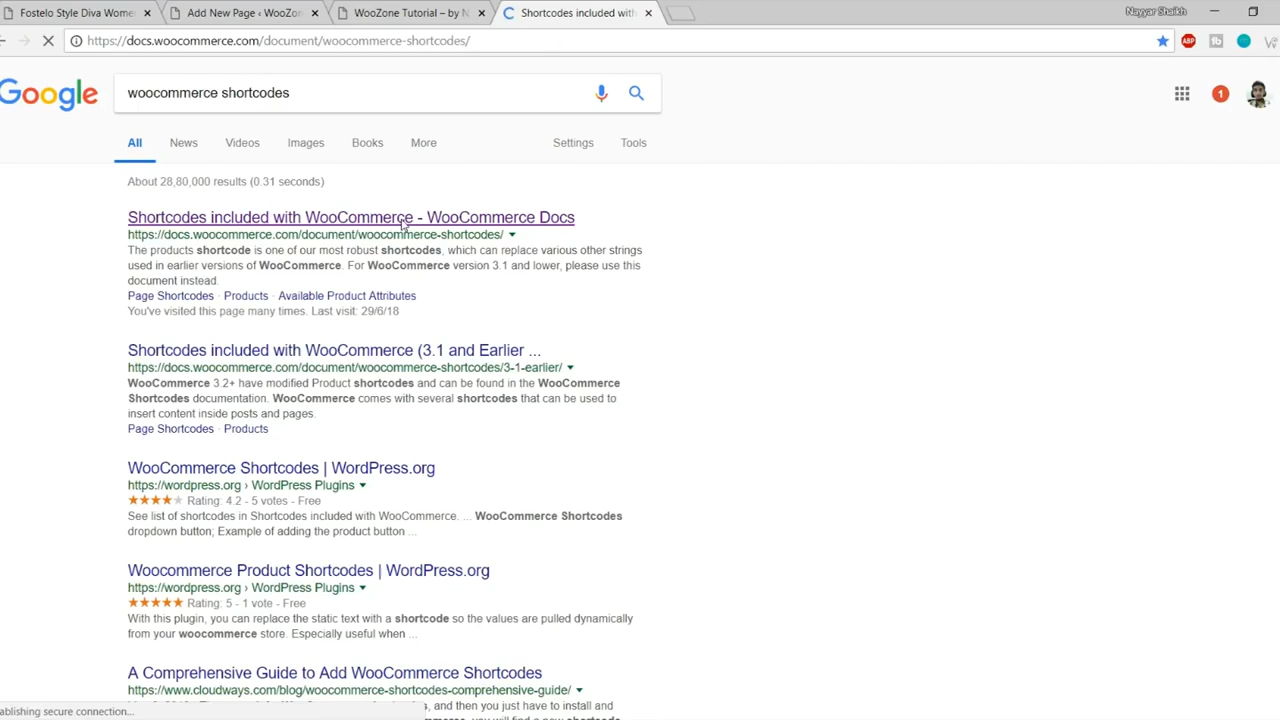 Fostelo Style Diva Wome
Add New Page ‹ WooZon
WooZone Tutorial – by N
Shortcodes included with
Nayyar Shaikh
https://docs.woocommerce.com/document/woocommerce-shortcodes/
ABP
Google
woocommerce shortcodes
1
All
News
Videos
Images
Books
More
Settings
Tools
About 28,80,000 results (0.31 seconds)
Shortcodes included with WooCommerce - WooCommerce Docs
https://docs.woocommerce.com/document/woocommerce-shortcodes/
The products shortcode is one of our most robust shortcodes, which can replace various other strings
used in earlier versions of WooCommerce. For WooCommerce version 3.1 and lower, please use this
document instead.
Page Shortcodes · Products · Available Product Attributes
You've visited this page many times. Last visit: 29/6/18
Shortcodes included with WooCommerce (3.1 and Earlier ...
https://docs.woocommerce.com/document/woocommerce-shortcodes/3-1-earlier/
WooCommerce 3.2+ have modified Product shortcodes and can be found in the WooCommerce
Shortcodes documentation. WooCommerce comes with several shortcodes that can be used to
insert content inside posts and pages.
Page Shortcodes · Products
WooCommerce Shortcodes | WordPress.org
https://wordpress.org › WordPress Plugins
Rating: 4.2 - 5 votes - Free
See list of shortcodes in Shortcodes included with WooCommerce. ... WooCommerce Shortcodes
dropdown button; Example of adding the product button ...
Woocommerce Product Shortcodes | WordPress.org
https://wordpress.org › WordPress Plugins
Rating: 5 - 1 vote - Free
With this plugin, you can replace the static text with a shortcode so the values are pulled dynamically
from your woocommerce store. Especially useful when ...
A Comprehensive Guide to Add WooCommerce Shortcodes
https://www.cloudways.com/blog/woocommerce-shortcodes-comprehensive-guide/
, and then you just have to install and
ablishing secure connection...